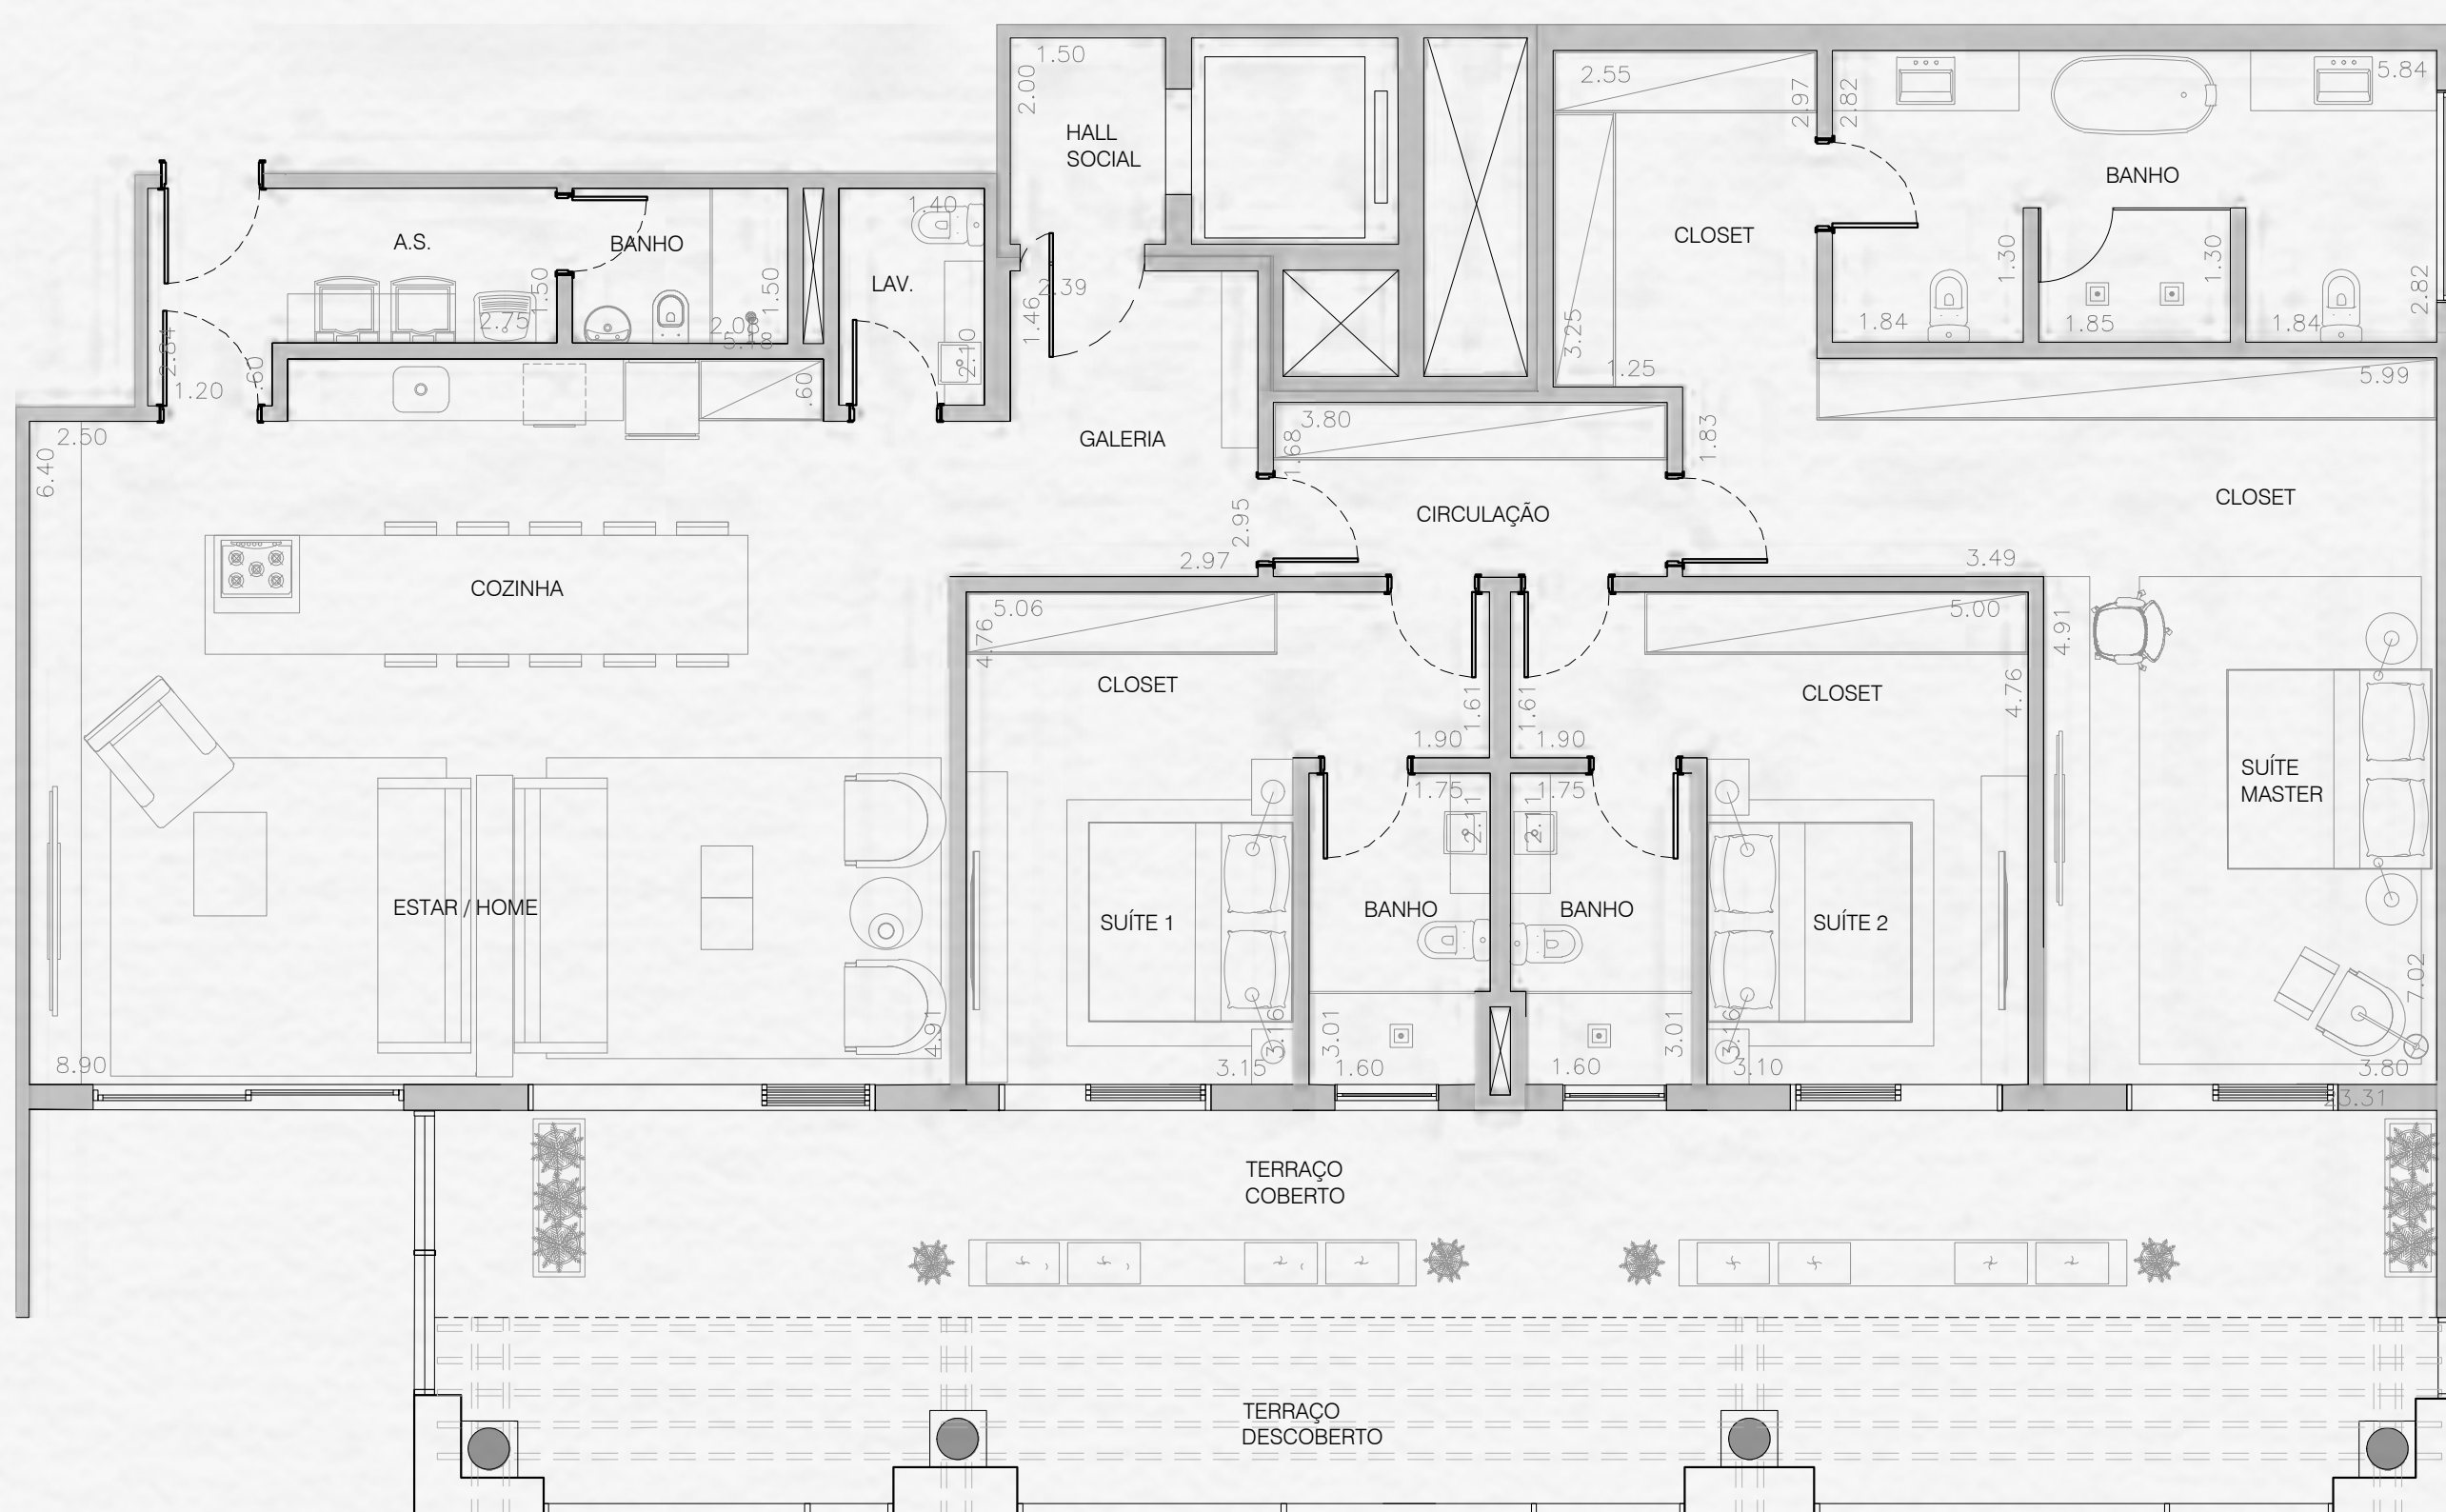 1.50
2.00
HALL
SOCIAL
2.55
2.97
2.82
5.84
BANHO
CLOSET
1.30
1.30
2.82
1.84
1.85
1.84
3.25
1.25
5.99
A.S.
BANHO
1.40
LAV.
1.50
1.50
2.75
2.08
5.18
2.84
1.20
.60
.60
2.10
1.46
2.39
2.50
6.40
GALERIA
3.80
1.68
1.83
CLOSET
CIRCULAÇÃO
2.95
2.97
3.49
COZINHA
5.06
4.76
5.00
4.91
4.76
CLOSET
CLOSET
1.61
1.61
1.90
1.90
1.75
1.75
2.11
2.11
SUÍTE
MASTER
ESTAR / HOME
SUÍTE 1
BANHO
BANHO
SUÍTE 2
7.02
8.90
4.91
3.15
3.16
3.01
1.60
1.60
3.01
3.16
3.10
3.80
23.31
TERRAÇO
COBERTO
TERRAÇO
DESCOBERTO